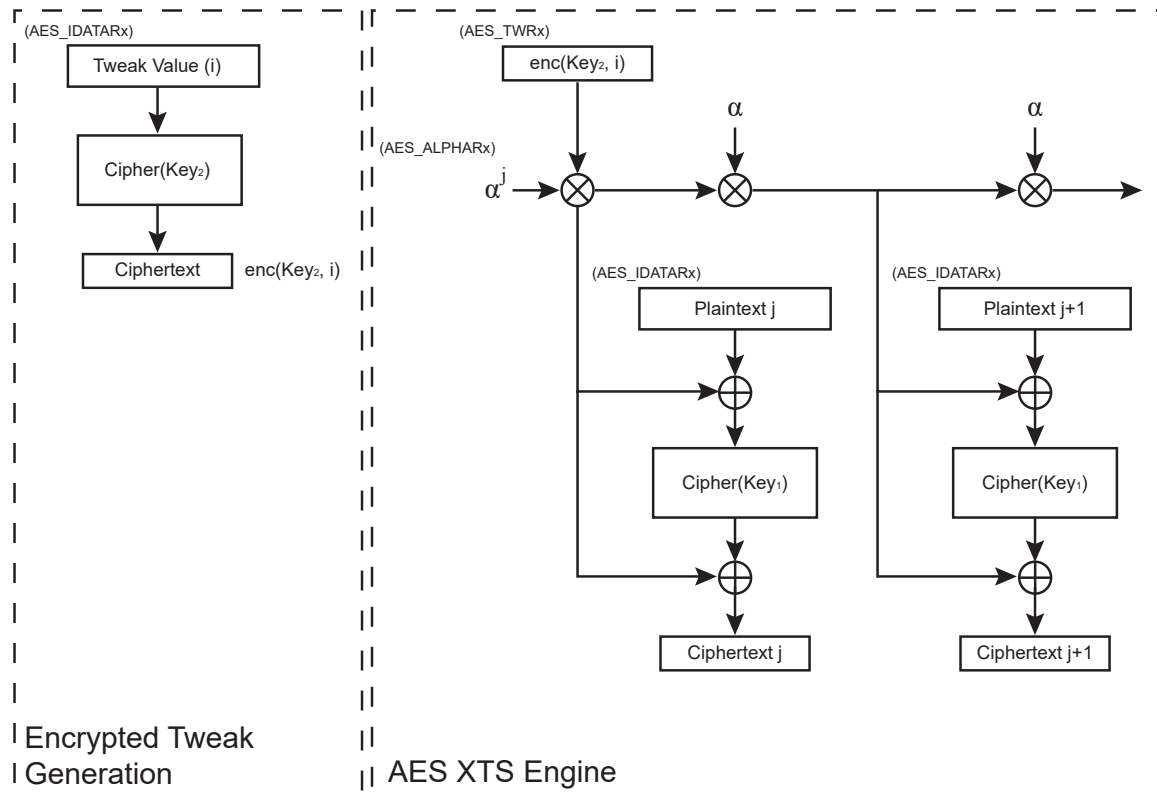 (AES_IDATARx)
Tweak Value (i)
Cipher(Key₂)
Ciphertext
enc(Key₂, i)
Encrypted Tweak
Generation
(AES_TWRx)
enc(Key₂, i)
α
α
(AES_ALPHARx)
αʲ
(AES_IDATARx)
(AES_IDATARx)
Plaintext j
Plaintext j+1
Cipher(Key₁)
Cipher(Key₁)
Ciphertext j
Ciphertext j+1
AES XTS Engine